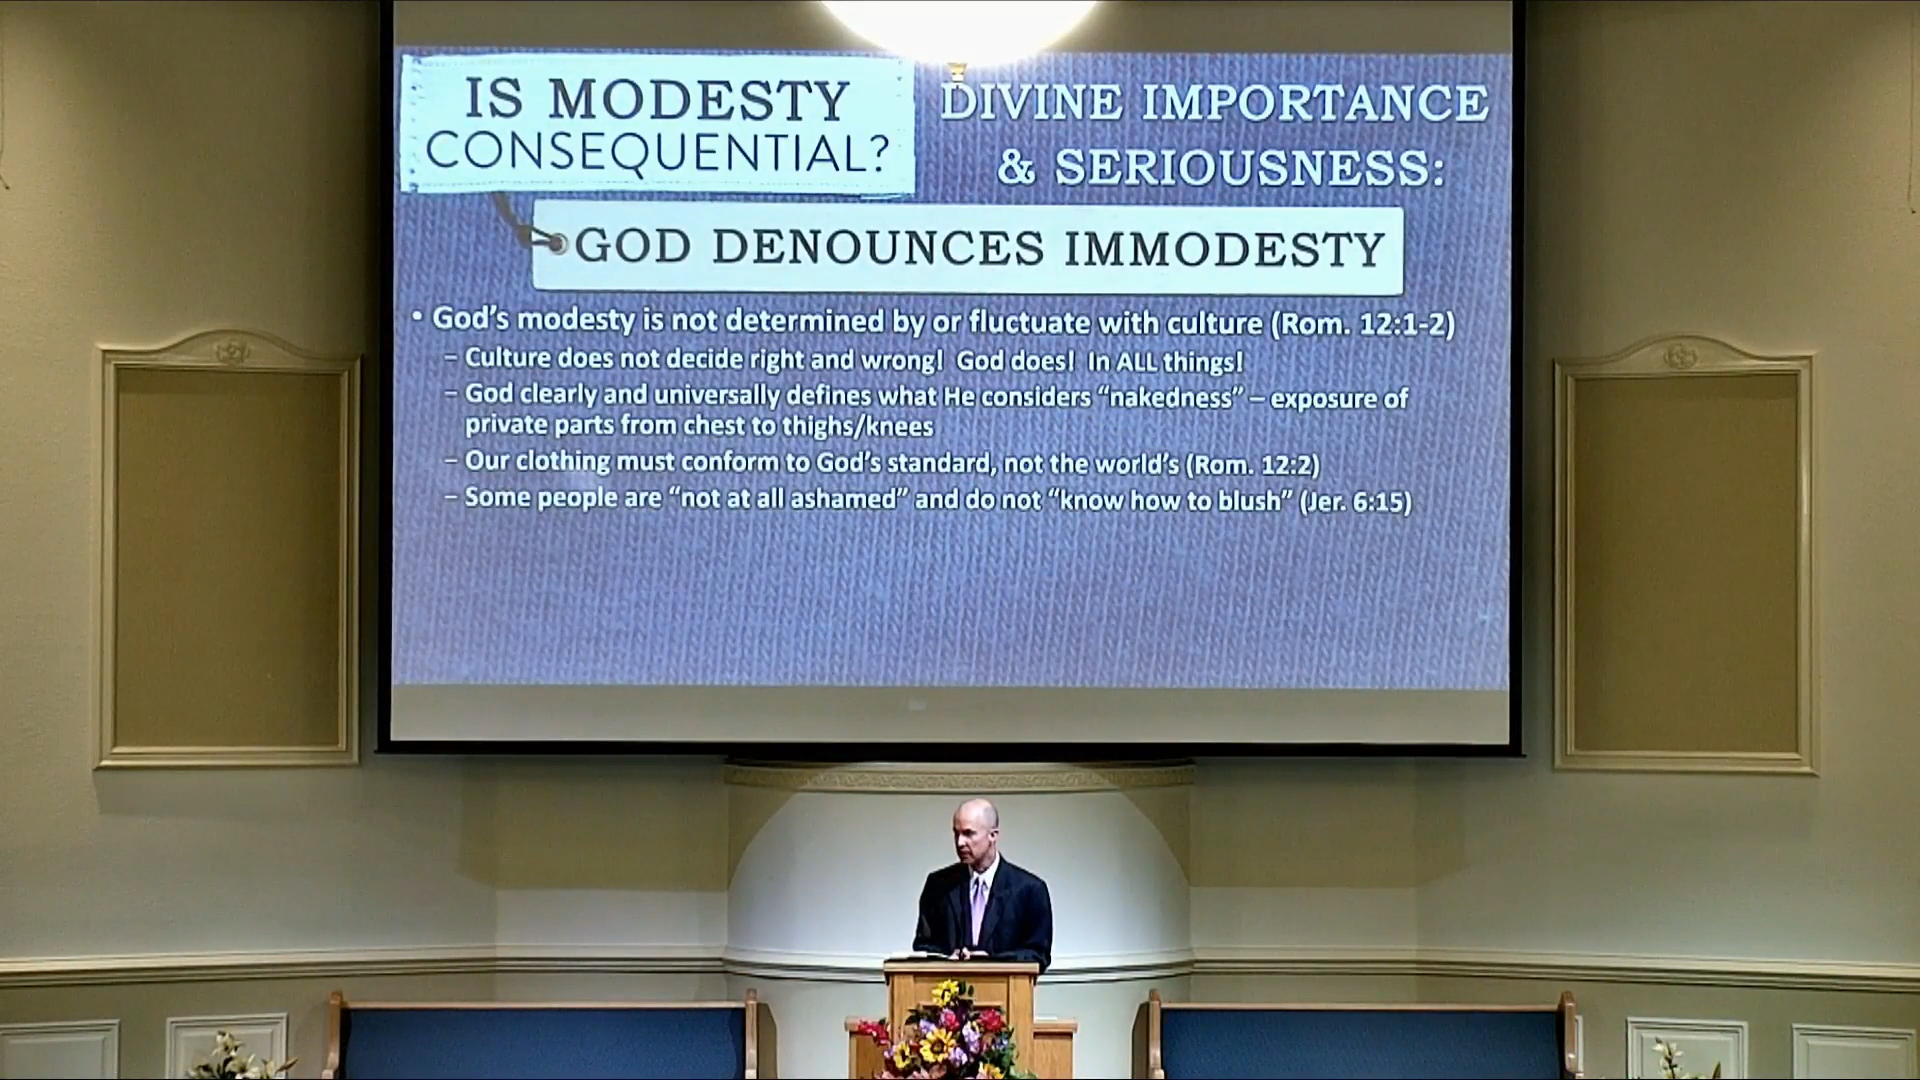 IS MODESTY
CONSEQUENTIAL?
DIVINE IMPORTANCE
& SERIOUSNESS:
GOD DENOUNCES IMMODESTY
• God's modesty is not determined by or fluctuate with culture (Rom. 12:1-2)
– Culture does not decide right and wrong!  God does!  In ALL things!
– God clearly and universally defines what He considers "nakedness" – exposure of
private parts from chest to thighs/knees
– Our clothing must conform to God's standard, not the world's (Rom. 12:2)
– Some people are "not at all ashamed" and do not "know how to blush" (Jer. 6:15)